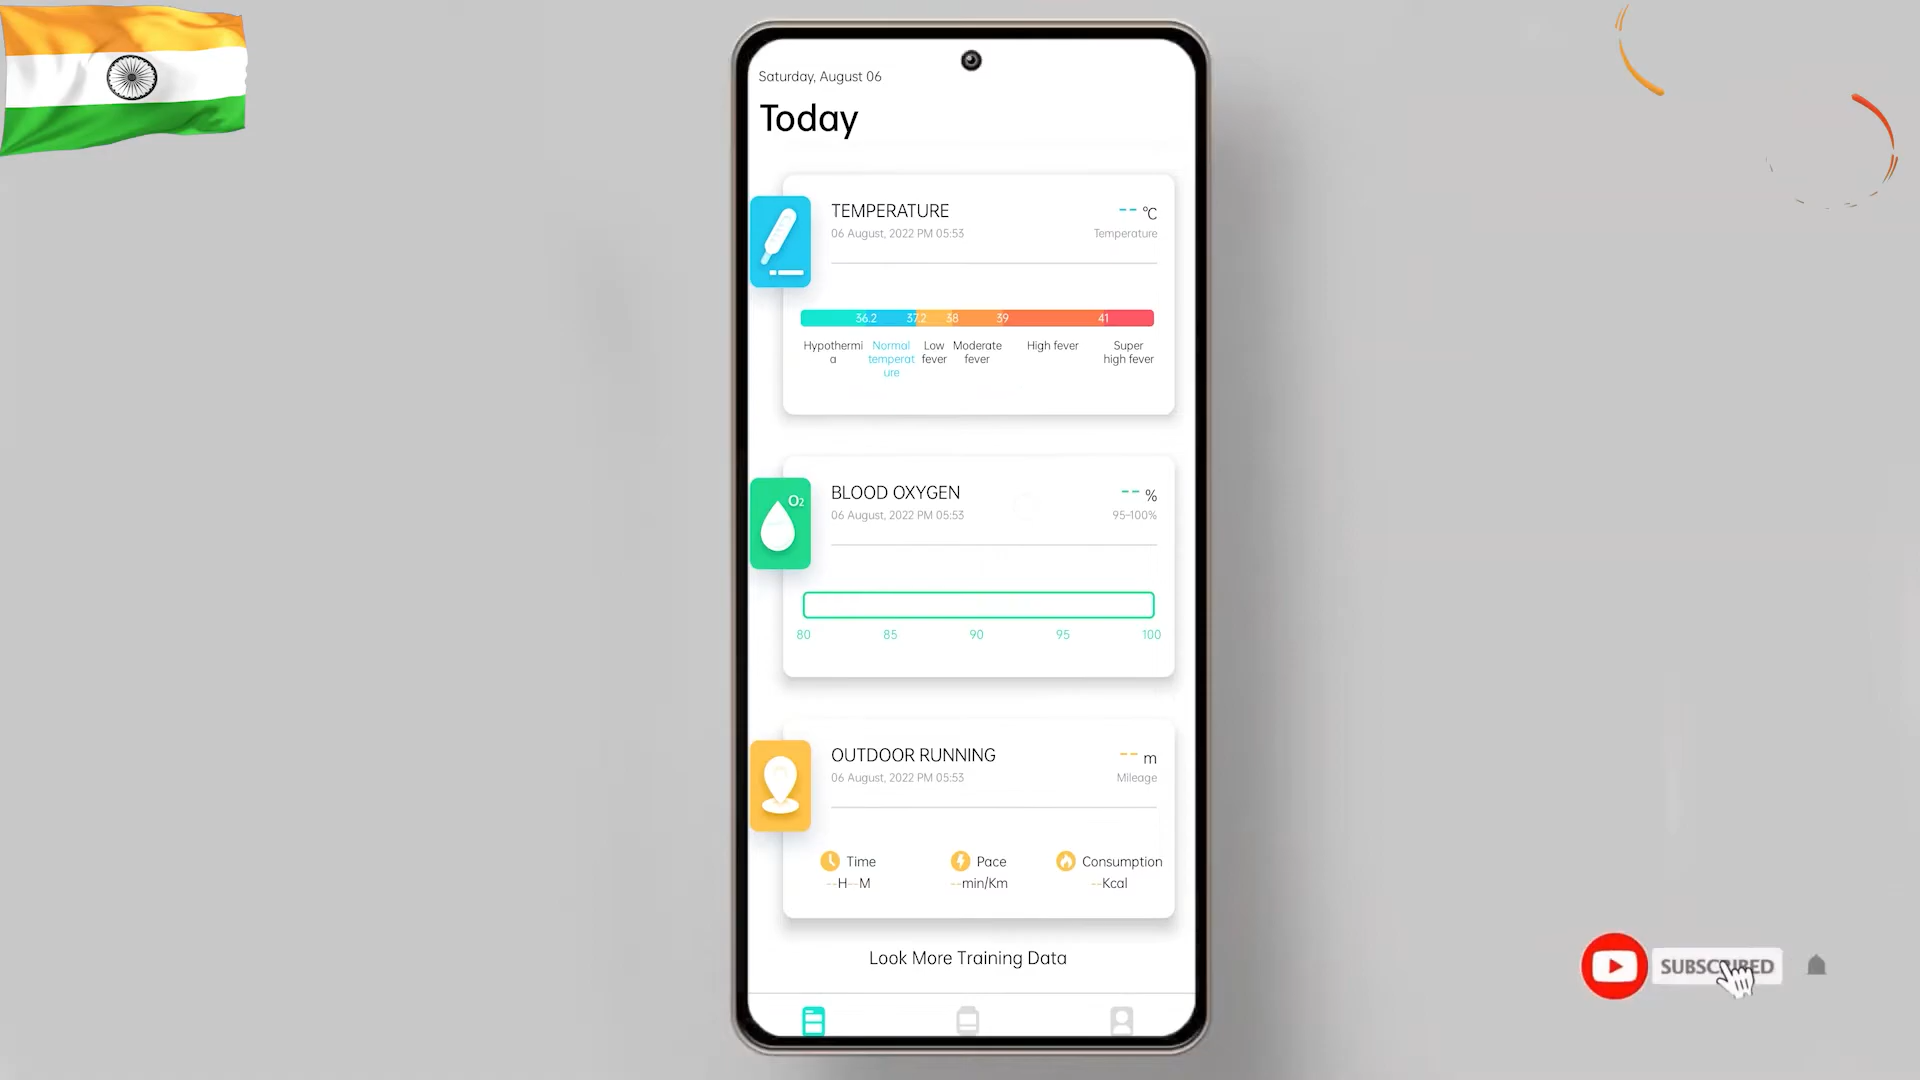 Saturday, August 06
Today
TEMPERATURE
-- °C
06 August, 2022 PM 05:53
Temperature
36.2 37.2 38 39 41
Hypothermi
a
Normal
temperat
ure
Low
fever
Moderate
fever
High fever
Super
high fever
O2
BLOOD OXYGEN
-- %
06 August, 2022 PM 05:53
95-100%
80 85 90 95 100
OUTDOOR RUNNING
-- m
06 August, 2022 PM 05:53
Mileage
Time
--H--M
Pace
--min/Km
Consumption
--Kcal
Look More Training Data
SUBSCRIBED